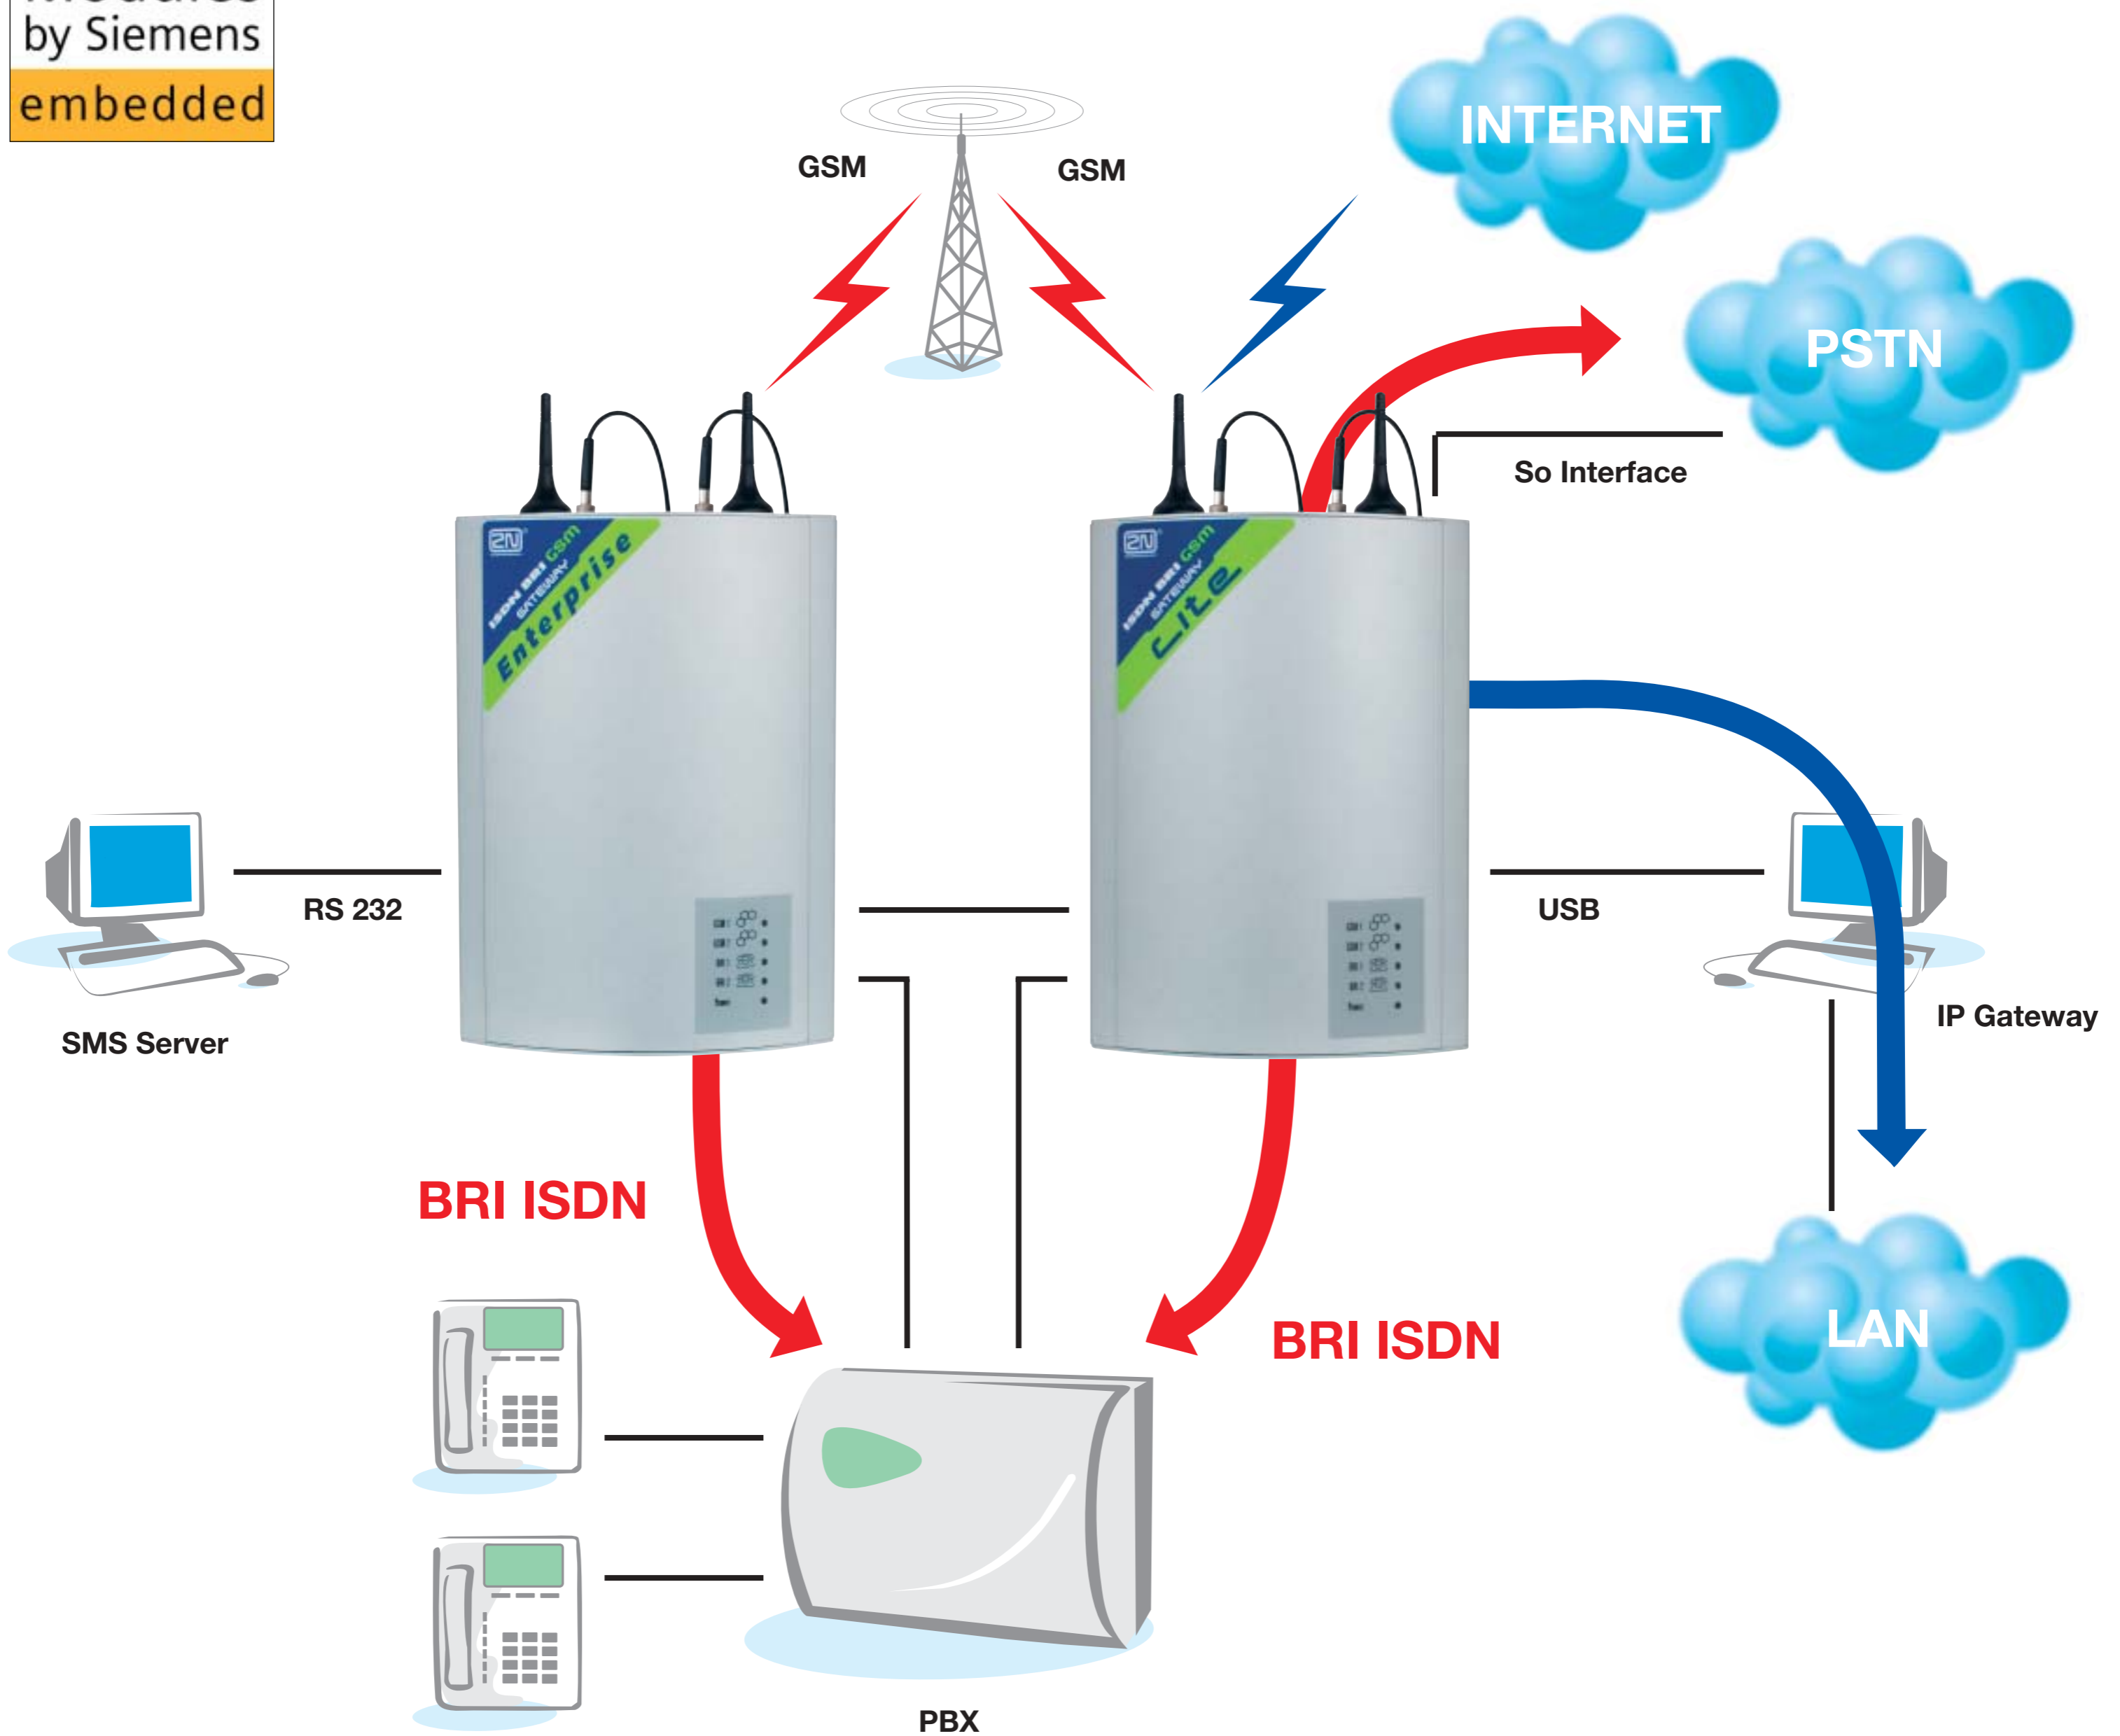 by Siemens
embedded
GSM
GSM
INTERNET
PSTN
So Interface
2N
ISDN BRI GSM
GATEWAY
Enterprise
2N
ISDN BRI GSM
GATEWAY
Lite
RS 232
USB
SMS Server
IP Gateway
BRI ISDN
BRI ISDN
LAN
PBX